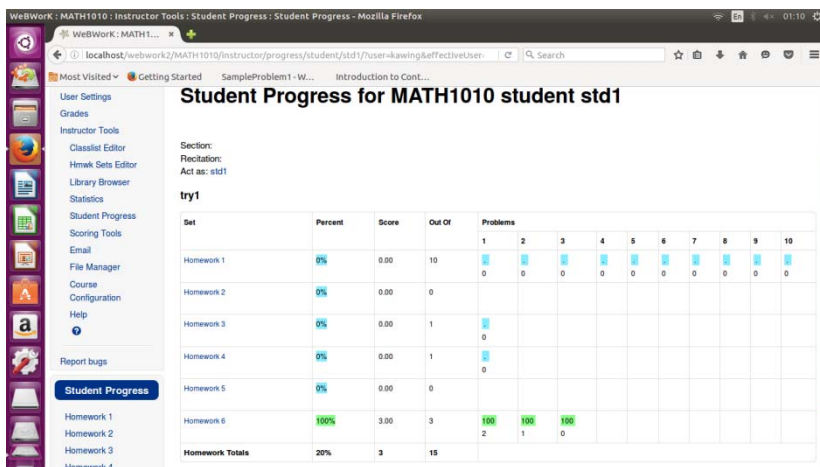 WeBWorK : MATH1010 : Instructor Tools : Student Progress : Student Progress - Mozilla Firefox
En
01:10
WeBWorK : MATH1...
localhost/webwork2/MATH1010/instructor/progress/student/std1/?user=kawing&effectiveUser-
Search
Most Visited
Getting Started
SampleProblem1 - W...
Introduction to Cont...
User Settings
Grades
Instructor Tools
Classlist Editor
Hmwk Sets Editor
Library Browser
Statistics
Student Progress
Scoring Tools
Email
File Manager
Course
Configuration
Help
Report bugs
Student Progress
Homework 1
Homework 2
Homework 3
Student Progress for MATH1010 student std1
Section:
Recitation:
Act as: std1
try1
Set Percent Score Out Of Problems
1 2 3 4 5 6 7 8 9 10
Homework 1 0% 0.00 10 . . . . . . . . . .
0 0 0 0 0 0 0 0 0 0
Homework 2 0% 0.00 0
Homework 3 0% 0.00 1 .
0
Homework 4 0% 0.00 1 .
0
Homework 5 0% 0.00 0
Homework 6 100% 3.00 3 100 100 100
2 1 0
Homework Totals 20% 3 15